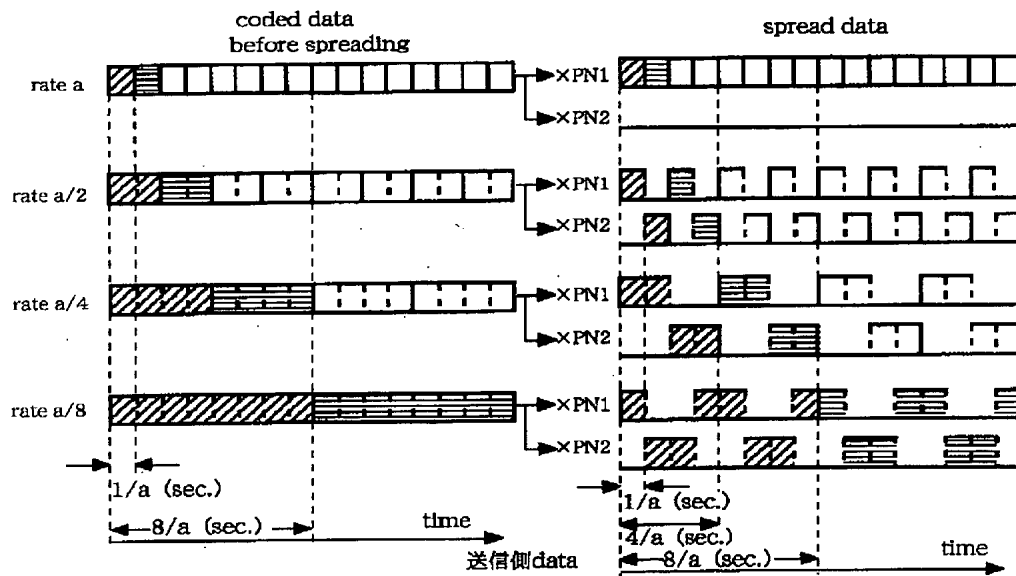 coded data
before spreading
spread data
rate a
×PN1
×PN1
×PN2
×PN2
rate a/2
×PN1
×PN2
rate a/4
×PN1
×PN2
rate a/8
×PN1
×PN2
1/a (sec.)
8/a (sec.)
time
1/a (sec.)
4/a (sec.)
8/a (sec.)
time
送信側data